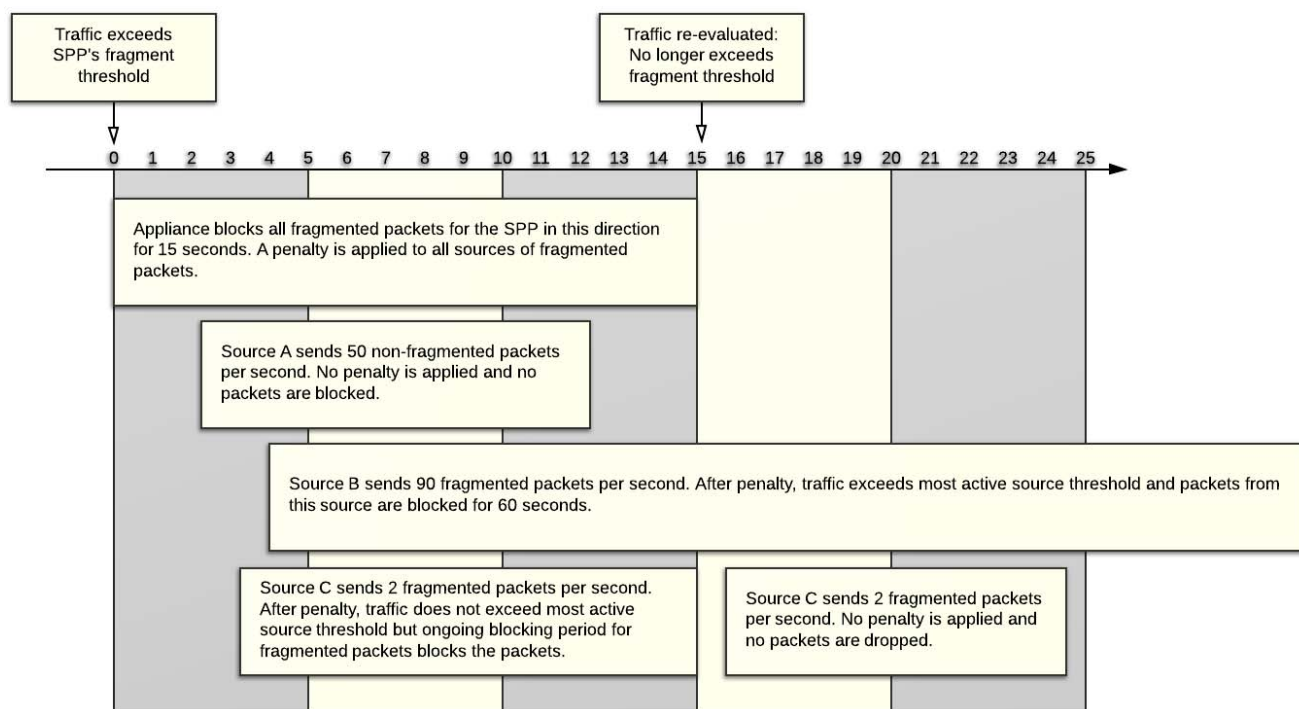 Traffic exceeds
SPP's fragment
threshold
Traffic re-evaluated:
No longer exceeds
fragment threshold
0 1 2 3 4 5 6 7 8 9 10 11 12 13 14 15 16 17 18 19 20 21 22 23 24 25
Appliance blocks all fragmented packets for the SPP in this direction
for 15 seconds. A penalty is applied to all sources of fragmented
packets.
Source A sends 50 non-fragmented packets
per second. No penalty is applied and no
packets are blocked.
Source B sends 90 fragmented packets per second. After penalty, traffic exceeds most active source threshold and packets from
this source are blocked for 60 seconds.
Source C sends 2 fragmented packets per second.
After penalty, traffic does not exceed most active
source threshold but ongoing blocking period for
fragmented packets blocks the packets.
Source C sends 2 fragmented packets
per second. No penalty is applied and
no packets are dropped.